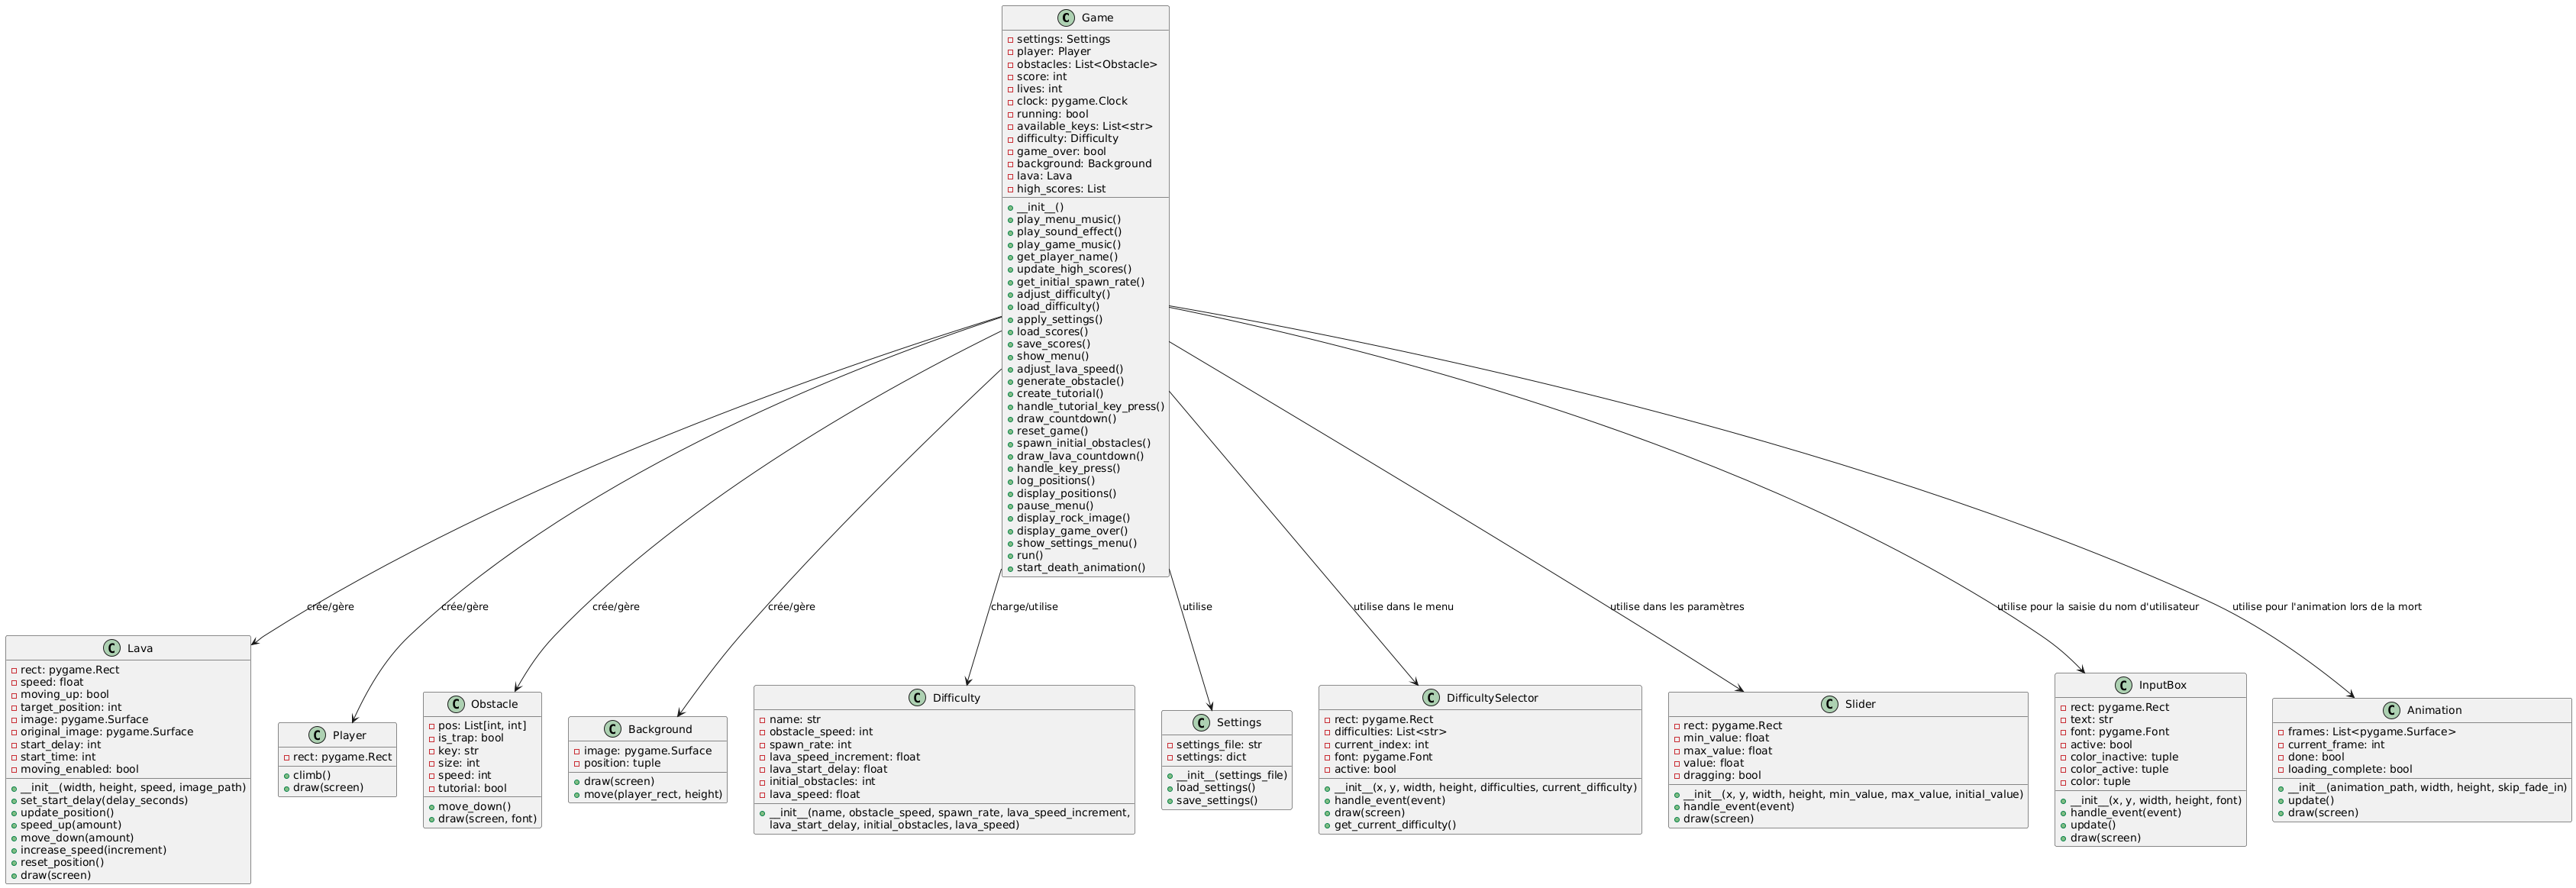 C Game
settings: Settings
player: Player
obstacles: List<Obstacle>
score: int
lives: int
clock: pygame.Clock
running: bool
available_keys: List<str>
difficulty: Difficulty
game_over: bool
background: Background
lava: Lava
high_scores: List
__init__()
play_menu_music()
play_sound_effect()
play_game_music()
get_player_name()
update_high_scores()
get_initial_spawn_rate()
adjust_difficulty()
load_difficulty()
apply_settings()
load_scores()
save_scores()
show_menu()
adjust_lava_speed()
generate_obstacle()
create_tutorial()
handle_tutorial_key_press()
draw_countdown()
reset_game()
spawn_initial_obstacles()
draw_lava_countdown()
handle_key_press()
log_positions()
display_positions()
pause_menu()
display_rock_image()
display_game_over()
show_settings_menu()
run()
start_death_animation()
crée/gère
crée/gère
crée/gère
crée/gère
charge/utilise
utilise
utilise dans le menu
utilise dans les paramètres
utilise pour la saisie du nom d'utilisateur
utilise pour l'animation lors de la mort
C Lava
rect: pygame.Rect
speed: float
moving_up: bool
target_position: int
image: pygame.Surface
original_image: pygame.Surface
start_delay: int
start_time: int
moving_enabled: bool
__init__(width, height, speed, image_path)
set_start_delay(delay_seconds)
update_position()
speed_up(amount)
move_down(amount)
increase_speed(increment)
reset_position()
draw(screen)
C Player
rect: pygame.Rect
climb()
draw(screen)
C Obstacle
pos: List[int, int]
is_trap: bool
key: str
size: int
speed: int
tutorial: bool
move_down()
draw(screen, font)
C Background
image: pygame.Surface
position: tuple
draw(screen)
move(player_rect, height)
C Difficulty
name: str
obstacle_speed: int
spawn_rate: int
lava_speed_increment: float
lava_start_delay: float
initial_obstacles: int
lava_speed: float
__init__(name, obstacle_speed, spawn_rate, lava_speed_increment,
lava_start_delay, initial_obstacles, lava_speed)
C Settings
settings_file: str
settings: dict
__init__(settings_file)
load_settings()
save_settings()
C DifficultySelector
rect: pygame.Rect
difficulties: List<str>
current_index: int
font: pygame.Font
active: bool
__init__(x, y, width, height, difficulties, current_difficulty)
handle_event(event)
draw(screen)
get_current_difficulty()
C Slider
rect: pygame.Rect
min_value: float
max_value: float
value: float
dragging: bool
__init__(x, y, width, height, min_value, max_value, initial_value)
handle_event(event)
draw(screen)
C InputBox
rect: pygame.Rect
text: str
font: pygame.Font
active: bool
color_inactive: tuple
color_active: tuple
color: tuple
__init__(x, y, width, height, font)
handle_event(event)
update()
draw(screen)
C Animation
frames: List<pygame.Surface>
current_frame: int
done: bool
loading_complete: bool
__init__(animation_path, width, height, skip_fade_in)
update()
draw(screen)